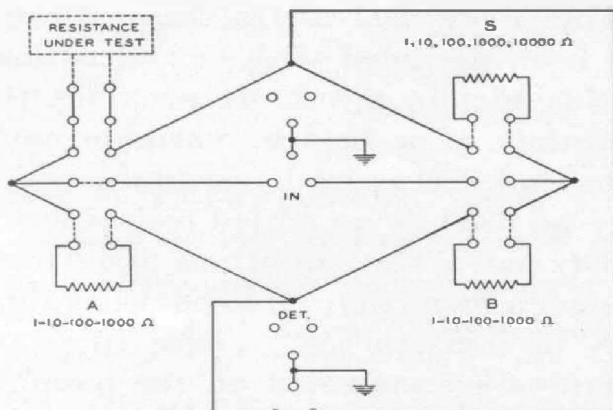 RESISTANCE
UNDER TEST
S
1,10,100,1000,10000 Ω
IN
A
1-10-100-1000 Ω
DET.
B
1-10-100-1000 Ω